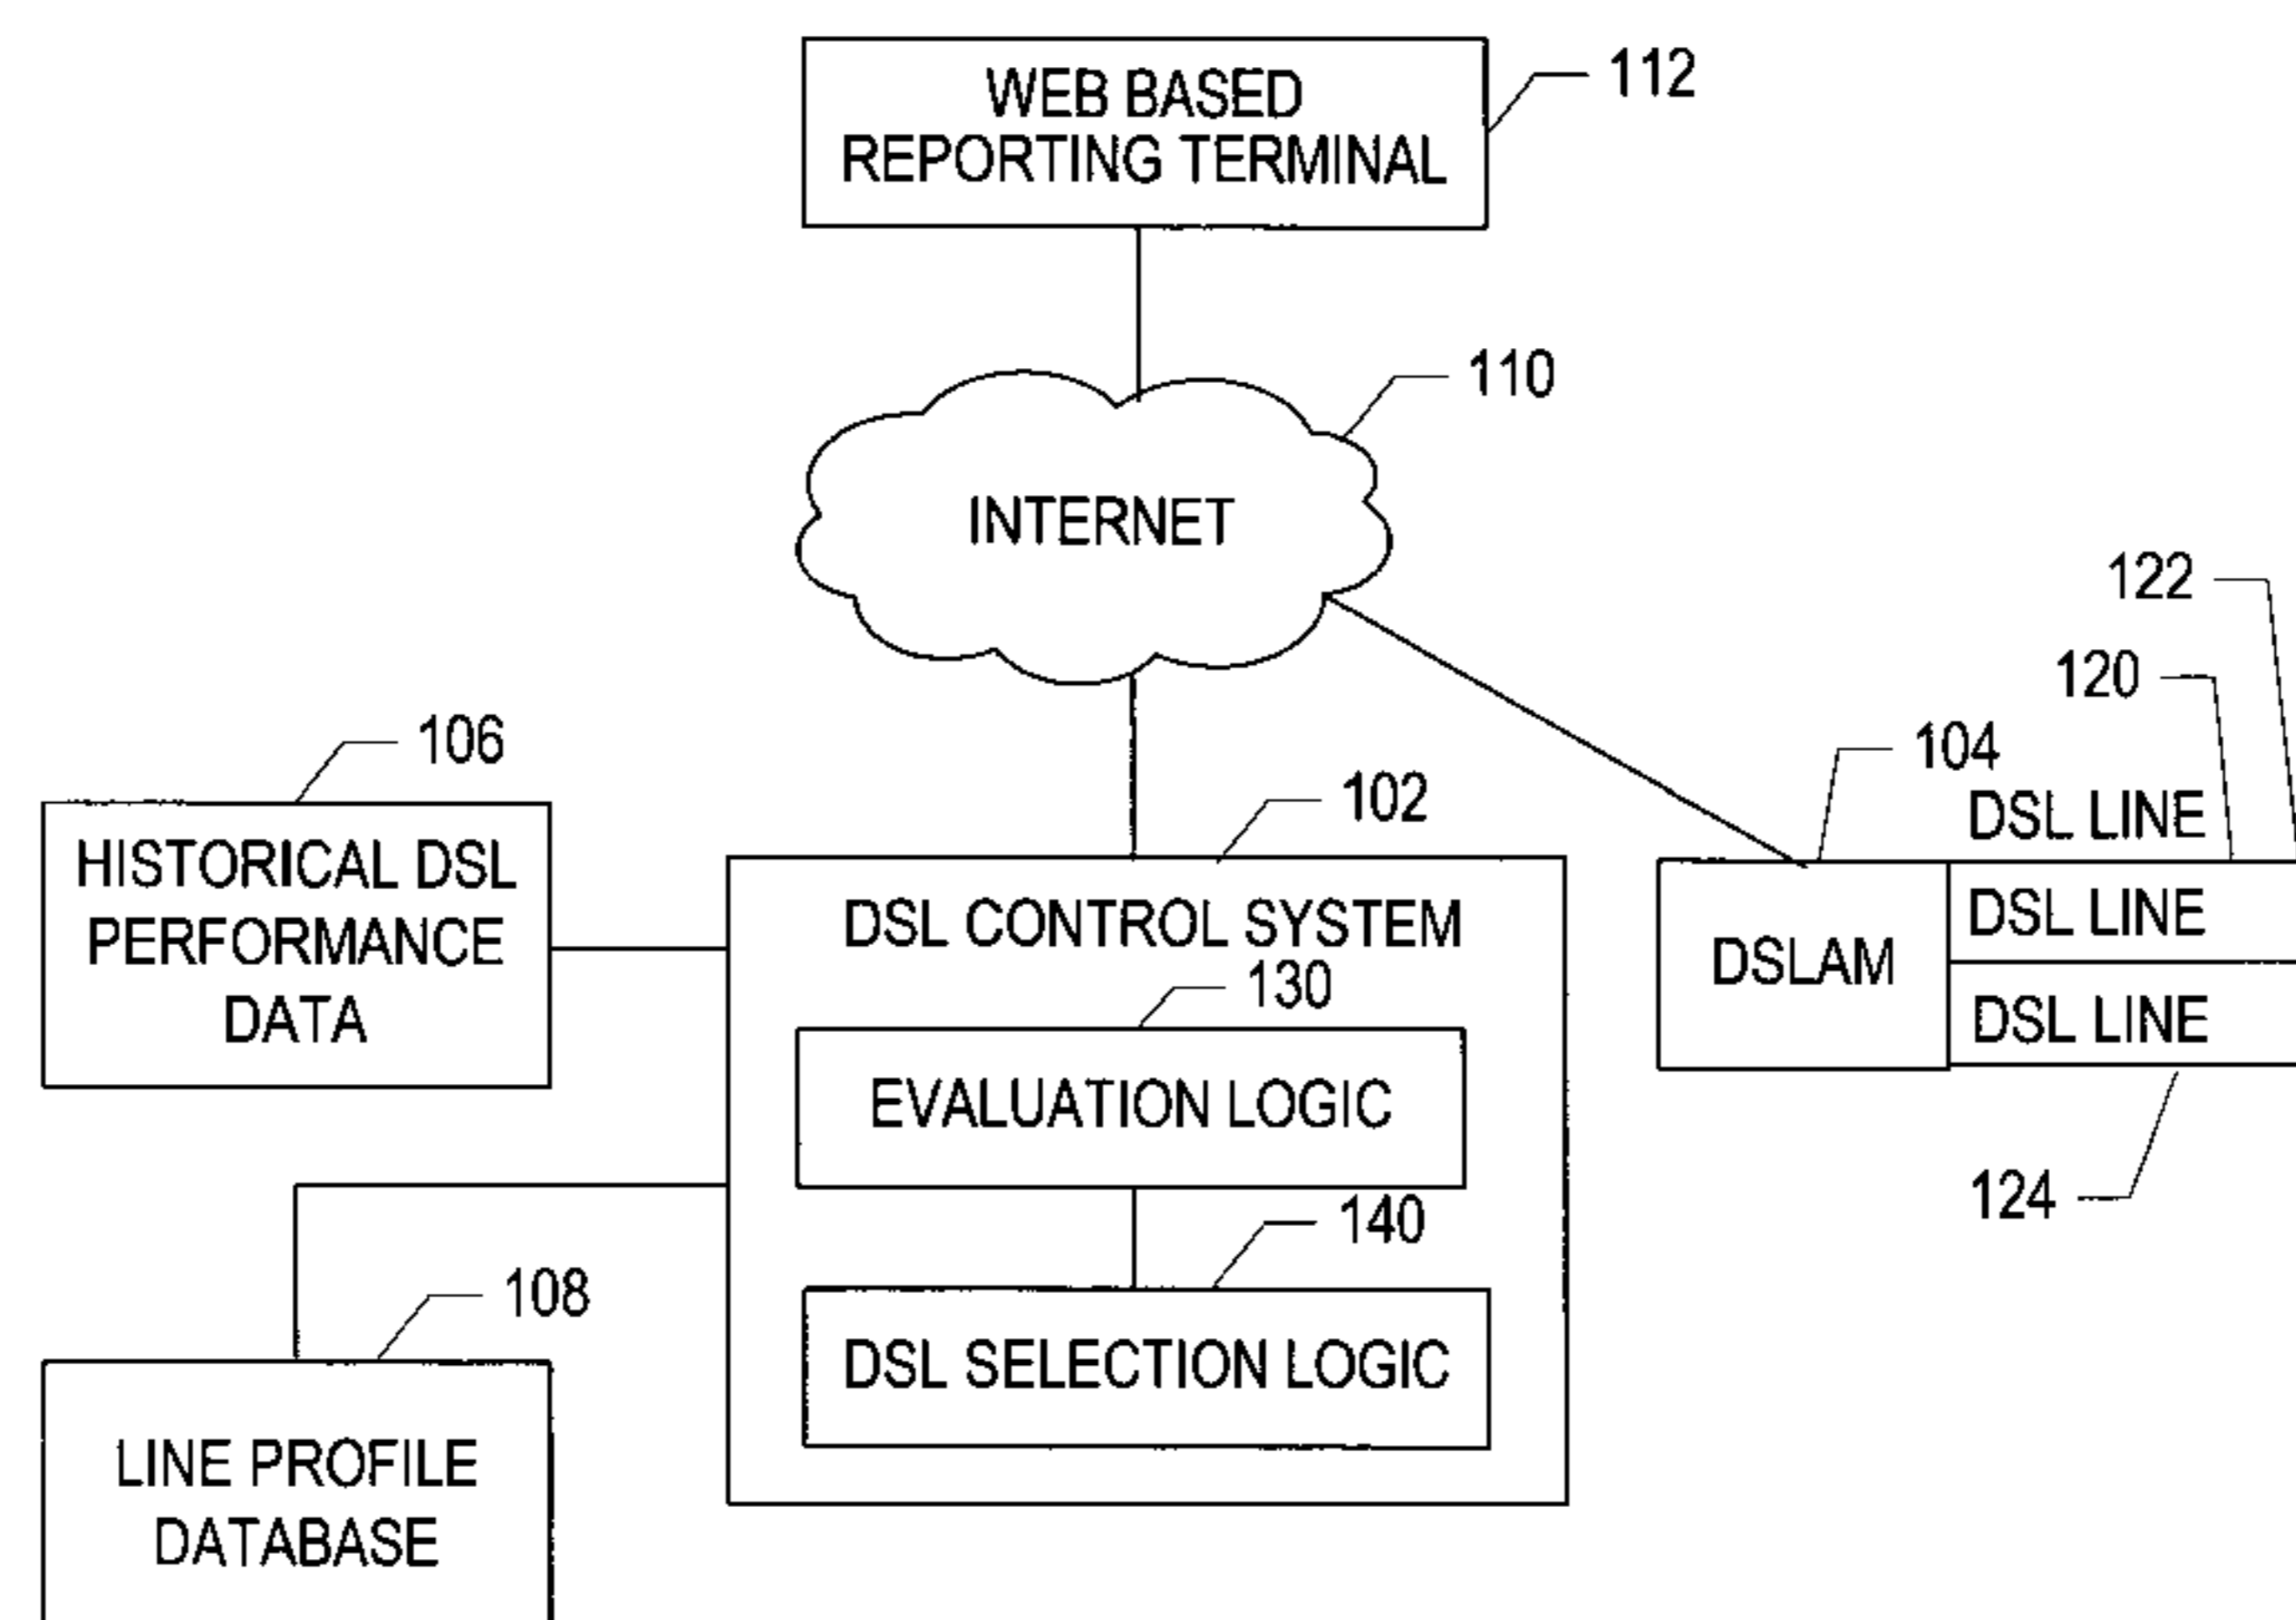 WEB BASED
REPORTING TERMINAL
112
110
INTERNET
122
120
106
104
102
DSL LINE
HISTORICAL DSL
PERFORMANCE
DATA
DSL CONTROL SYSTEM
DSL LINE
DSLAM
130
DSL LINE
EVALUATION LOGIC
124
140
108
DSL SELECTION LOGIC
LINE PROFILE
DATABASE